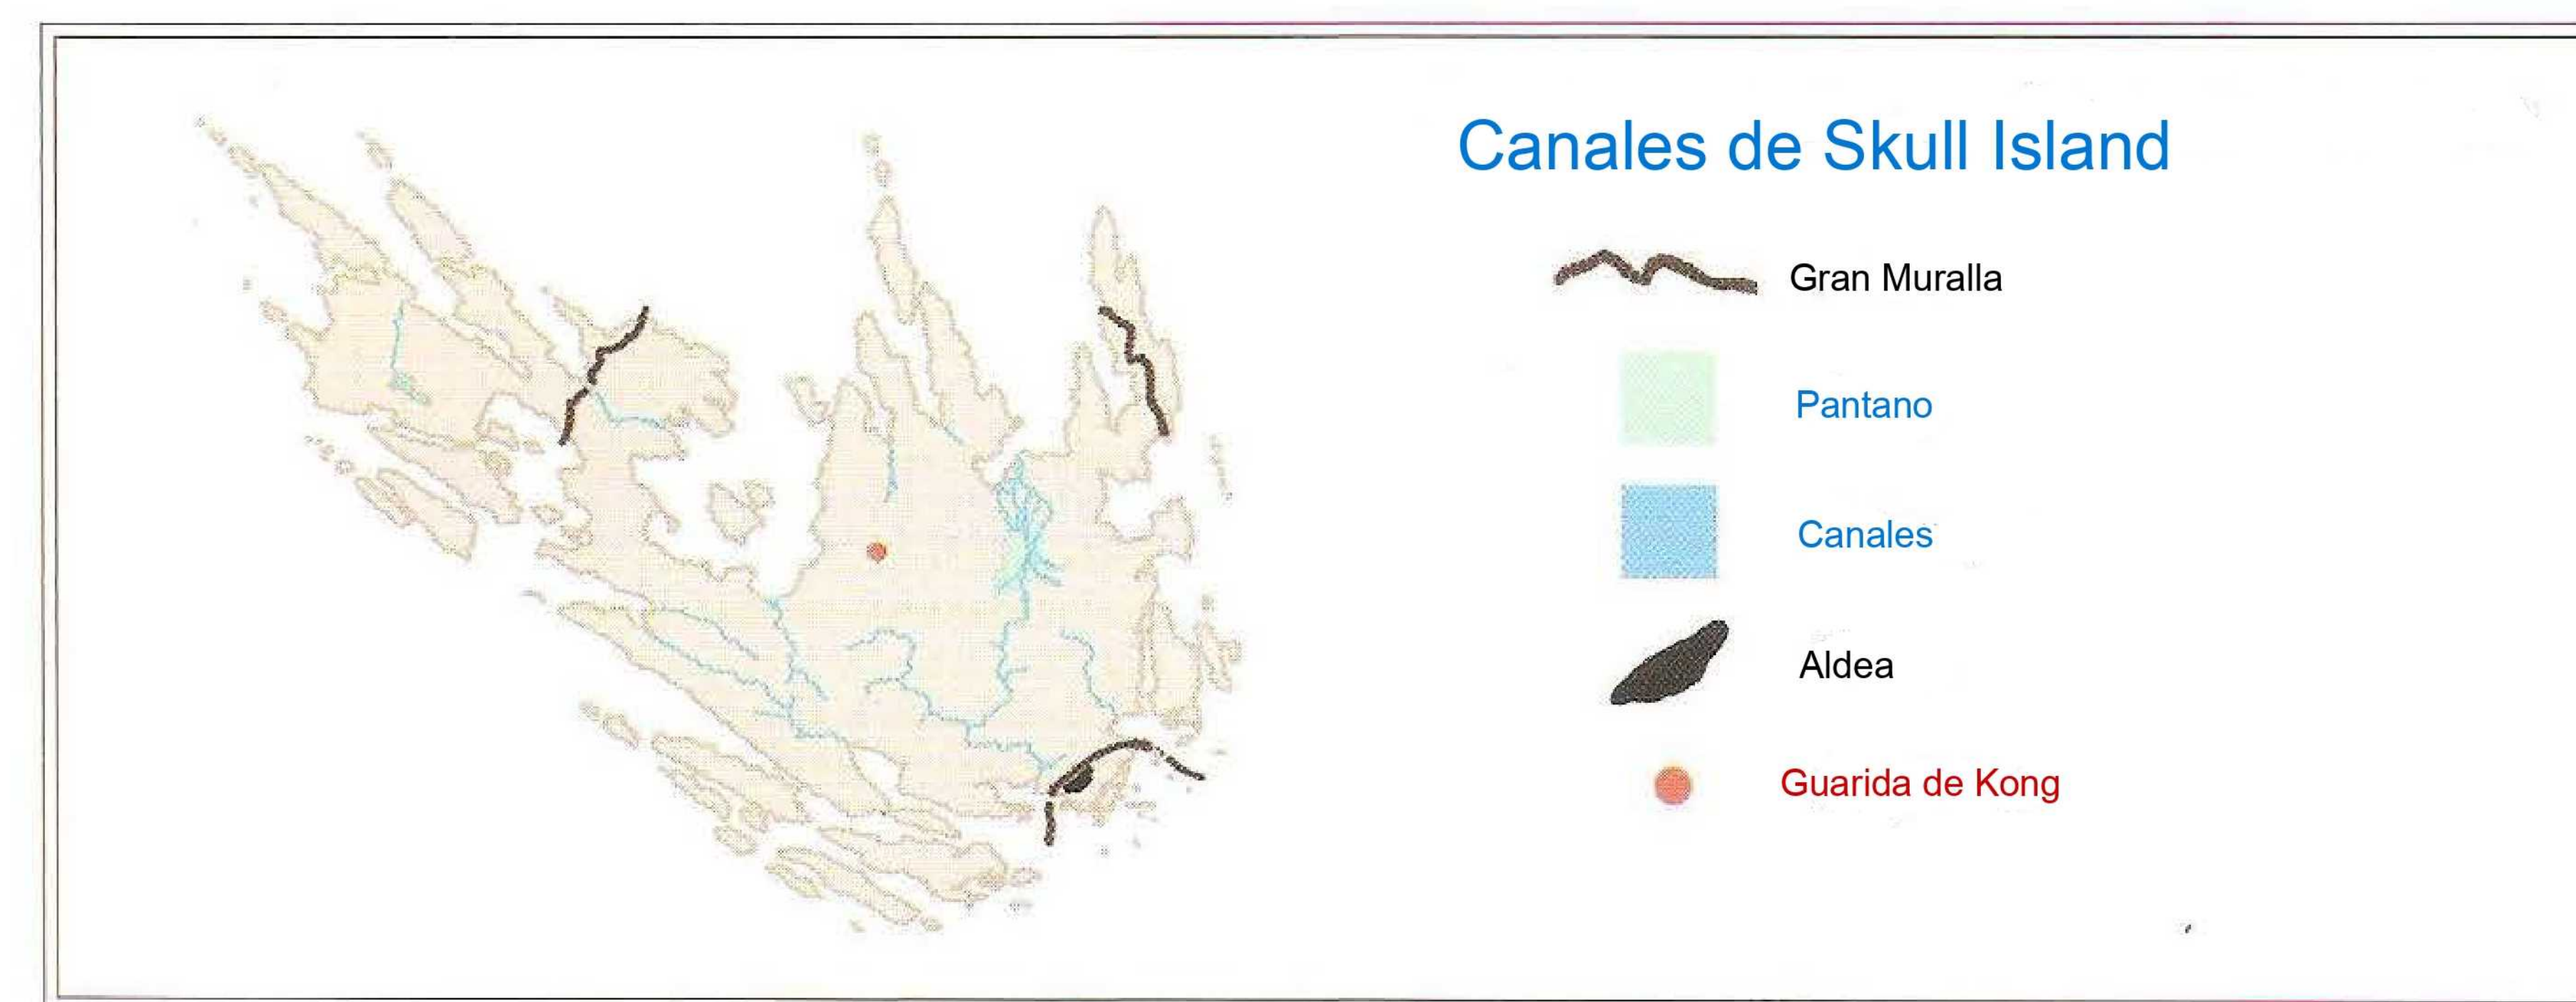 Canales de Skull Island
Gran Muralla
Pantano
Canales
Aldea
Guarida de Kong